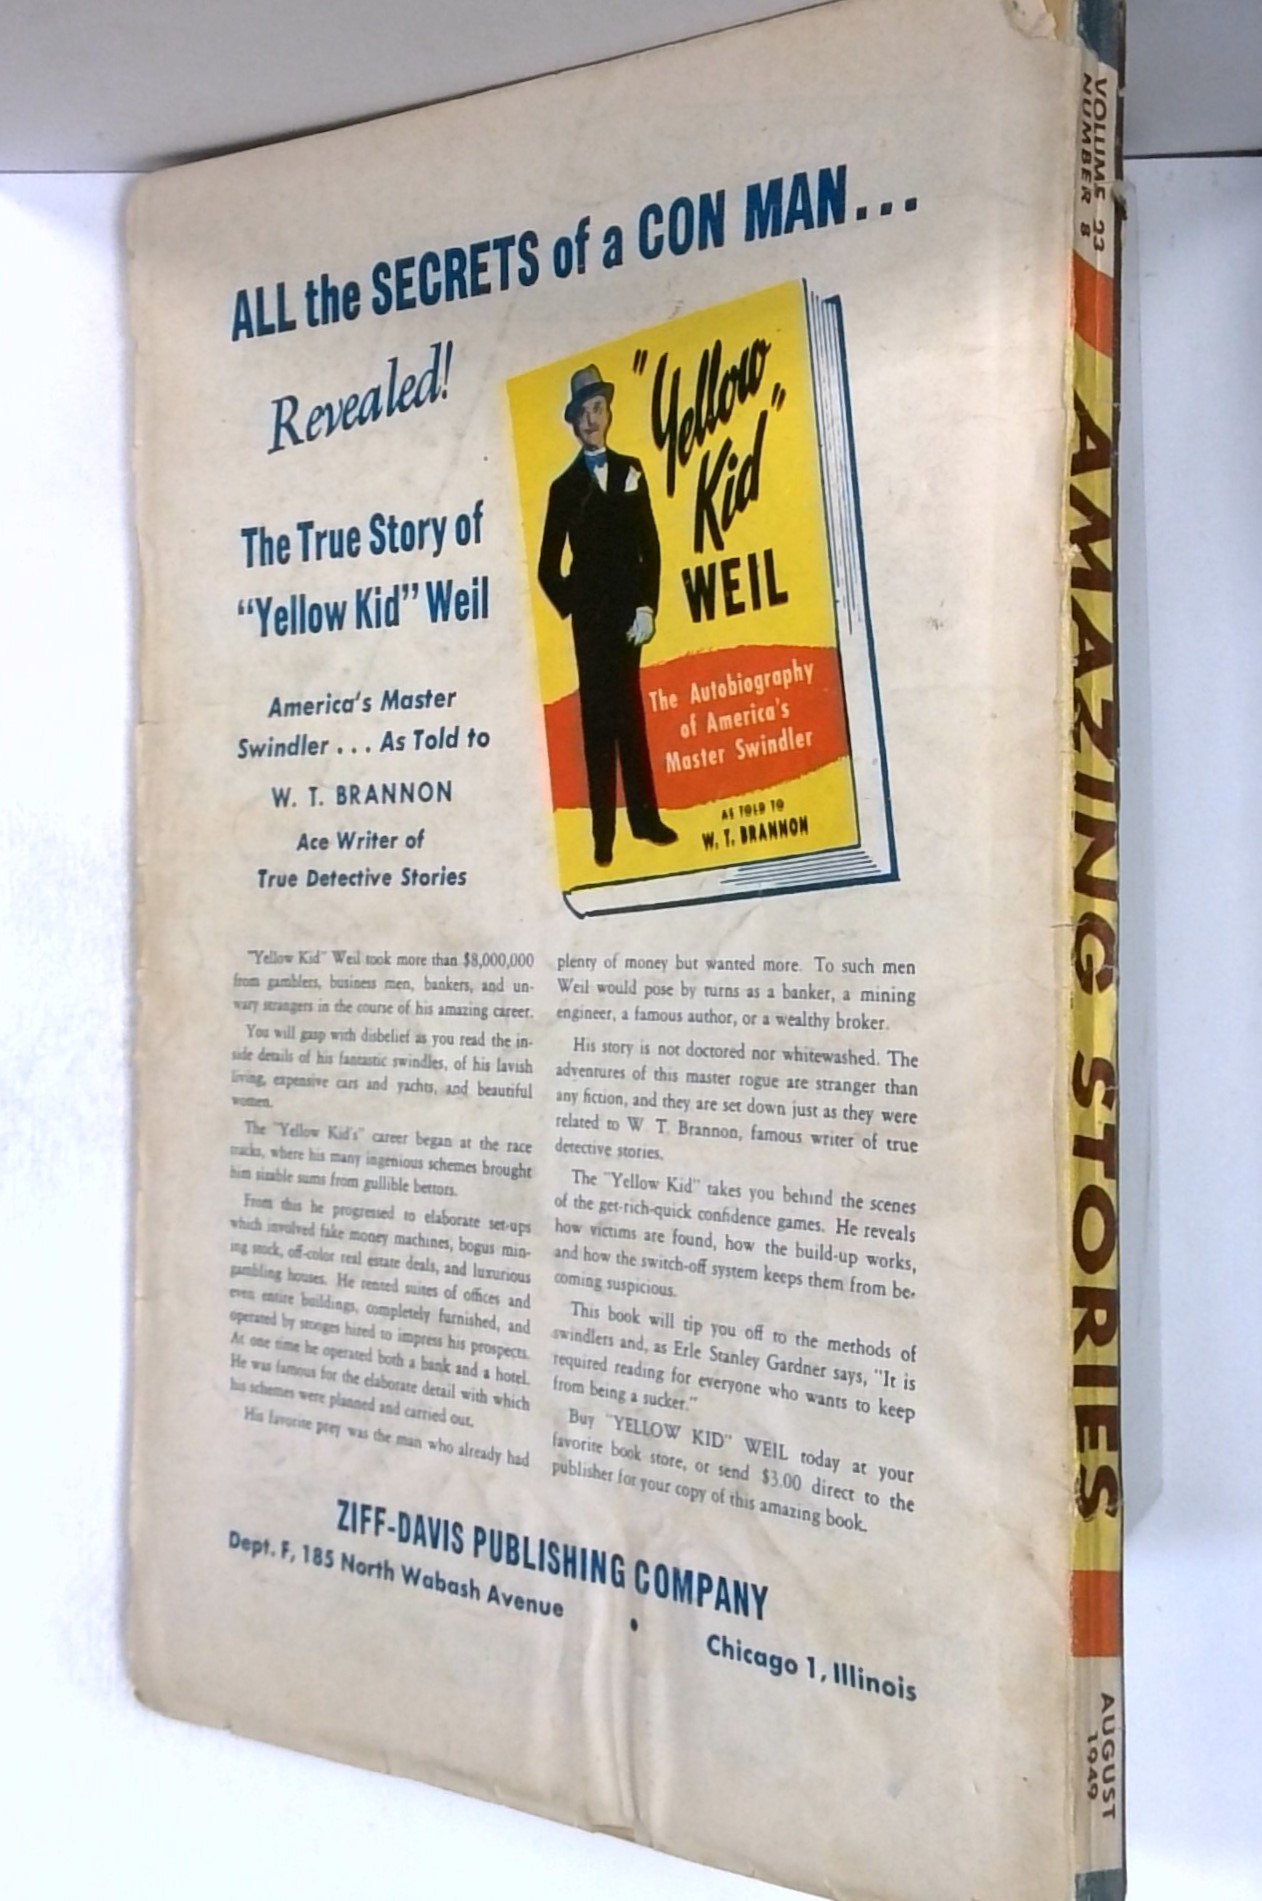 ALL the SECRETS of a CON MAN...
Revealed!
The True Story of
"Yellow Kid" Weil
America's Master
Swindler . . . As Told to
W. T. BRANNON
Ace Writer of
True Detective Stories
"Yellow
Kid"
WEIL
The Autobiography
of America's
Master Swindler
AS TOLD TO
W. T. BRANNON
"Yellow Kid" Weil took more than $8,000,000
from gamblers, business men, bankers, and un-
wary strangers in the course of his amazing career.
You will gasp with disbelief as you read the in-
side details of his fantastic swindles, of his lavish
living, expensive cars and yachts, and beautiful
women.
The "Yellow Kid's" career began at the race
tracks, where his many ingenious schemes brought
him sizable sums from gullible bettors.
From this he progressed to elaborate set-ups
which involved fake money machines, bogus min-
ing stock, off-color real estate deals, and luxurious
gambling houses. He rented suites of offices and
even entire buildings, completely furnished, and
operated by stooges hired to impress his prospects.
At one time he operated both a bank and a hotel.
He was famous for the elaborate detail with which
his schemes were planned and carried out.
His favorite prey was the man who already had
plenty of money but wanted more. To such men
Weil would pose by turns as a banker, a mining
engineer, a famous author, or a wealthy broker.
His story is not doctored nor whitewashed. The
adventures of this master rogue are stranger than
any fiction, and they are set down just as they were
related to W. T. Brannon, famous writer of true
detective stories.
The "Yellow Kid" takes you behind the scenes
of the get-rich-quick confidence games. He reveals
how victims are found, how the build-up works,
and how the switch-off system keeps them from be-
coming suspicious.
This book will tip you off to the methods of
swindlers and, as Erle Stanley Gardner says, "It is
required reading for everyone who wants to keep
from being a sucker."
Buy "YELLOW KID" WEIL today at your
favorite book store, or send $3.00 direct to the
publisher for your copy of this amazing book.
ZIFF-DAVIS PUBLISHING COMPANY
Dept. F, 185 North Wabash Avenue • Chicago 1, Illinois
VOLUME 23
NUMBER 8
AMAZING STORIES
AUGUST
1949